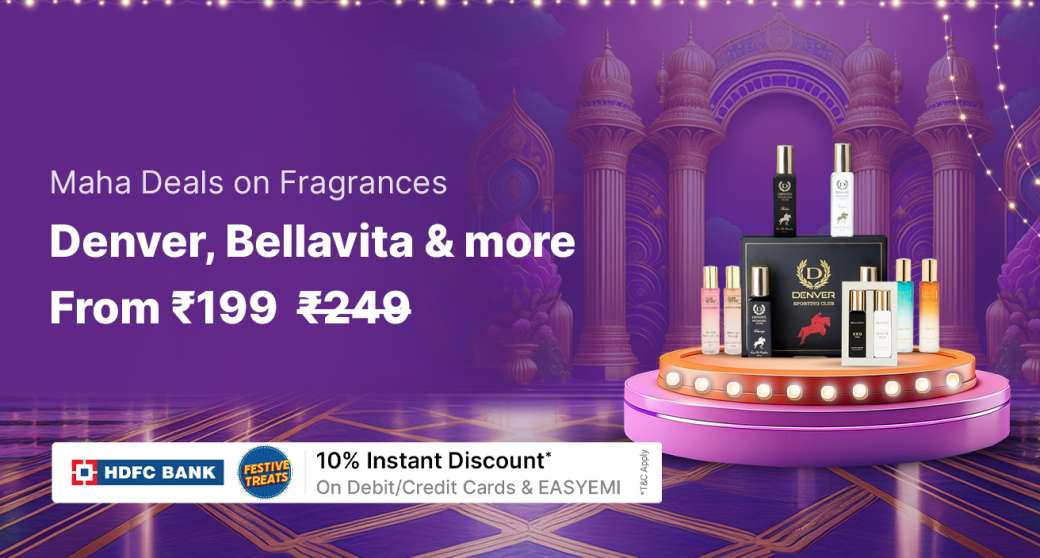 Maha Deals on Fragrances
Denver, Bellavita & more
From ₹199 ₹249
D
DENVER
SPORTING CLUB
HDFC BANK
FESTIVE
TREATS
10% Instant Discount*
On Debit/Credit Cards & EASYEMI
*T&C Apply